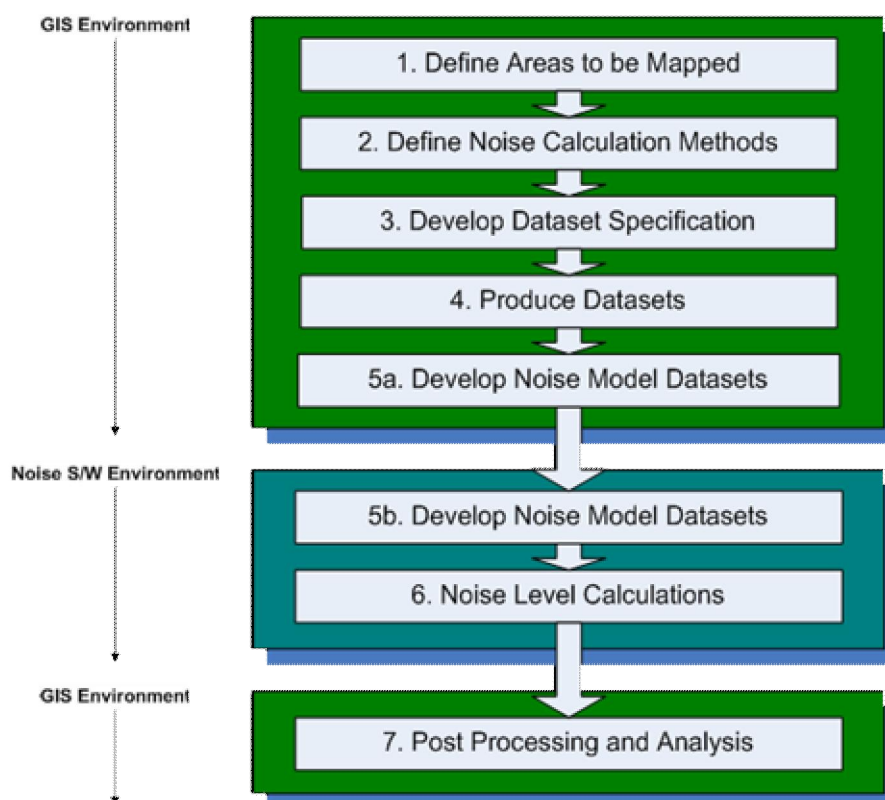 GIS Environment
1. Define Areas to be Mapped
2. Define Noise Calculation Methods
3. Develop Dataset Specification
4. Produce Datasets
5a. Develop Noise Model Datasets
Noise S/W Environment
5b. Develop Noise Model Datasets
6. Noise Level Calculations
GIS Environment
7. Post Processing and Analysis